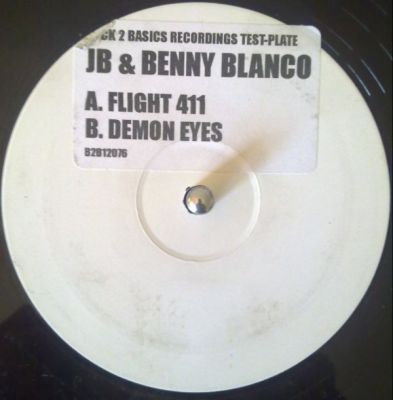 CK 2 BASICS RECORDINGS TEST-PLATE
JB & BENNY BLANCO
A. FLIGHT 411
B. DEMON EYES
B2B12076